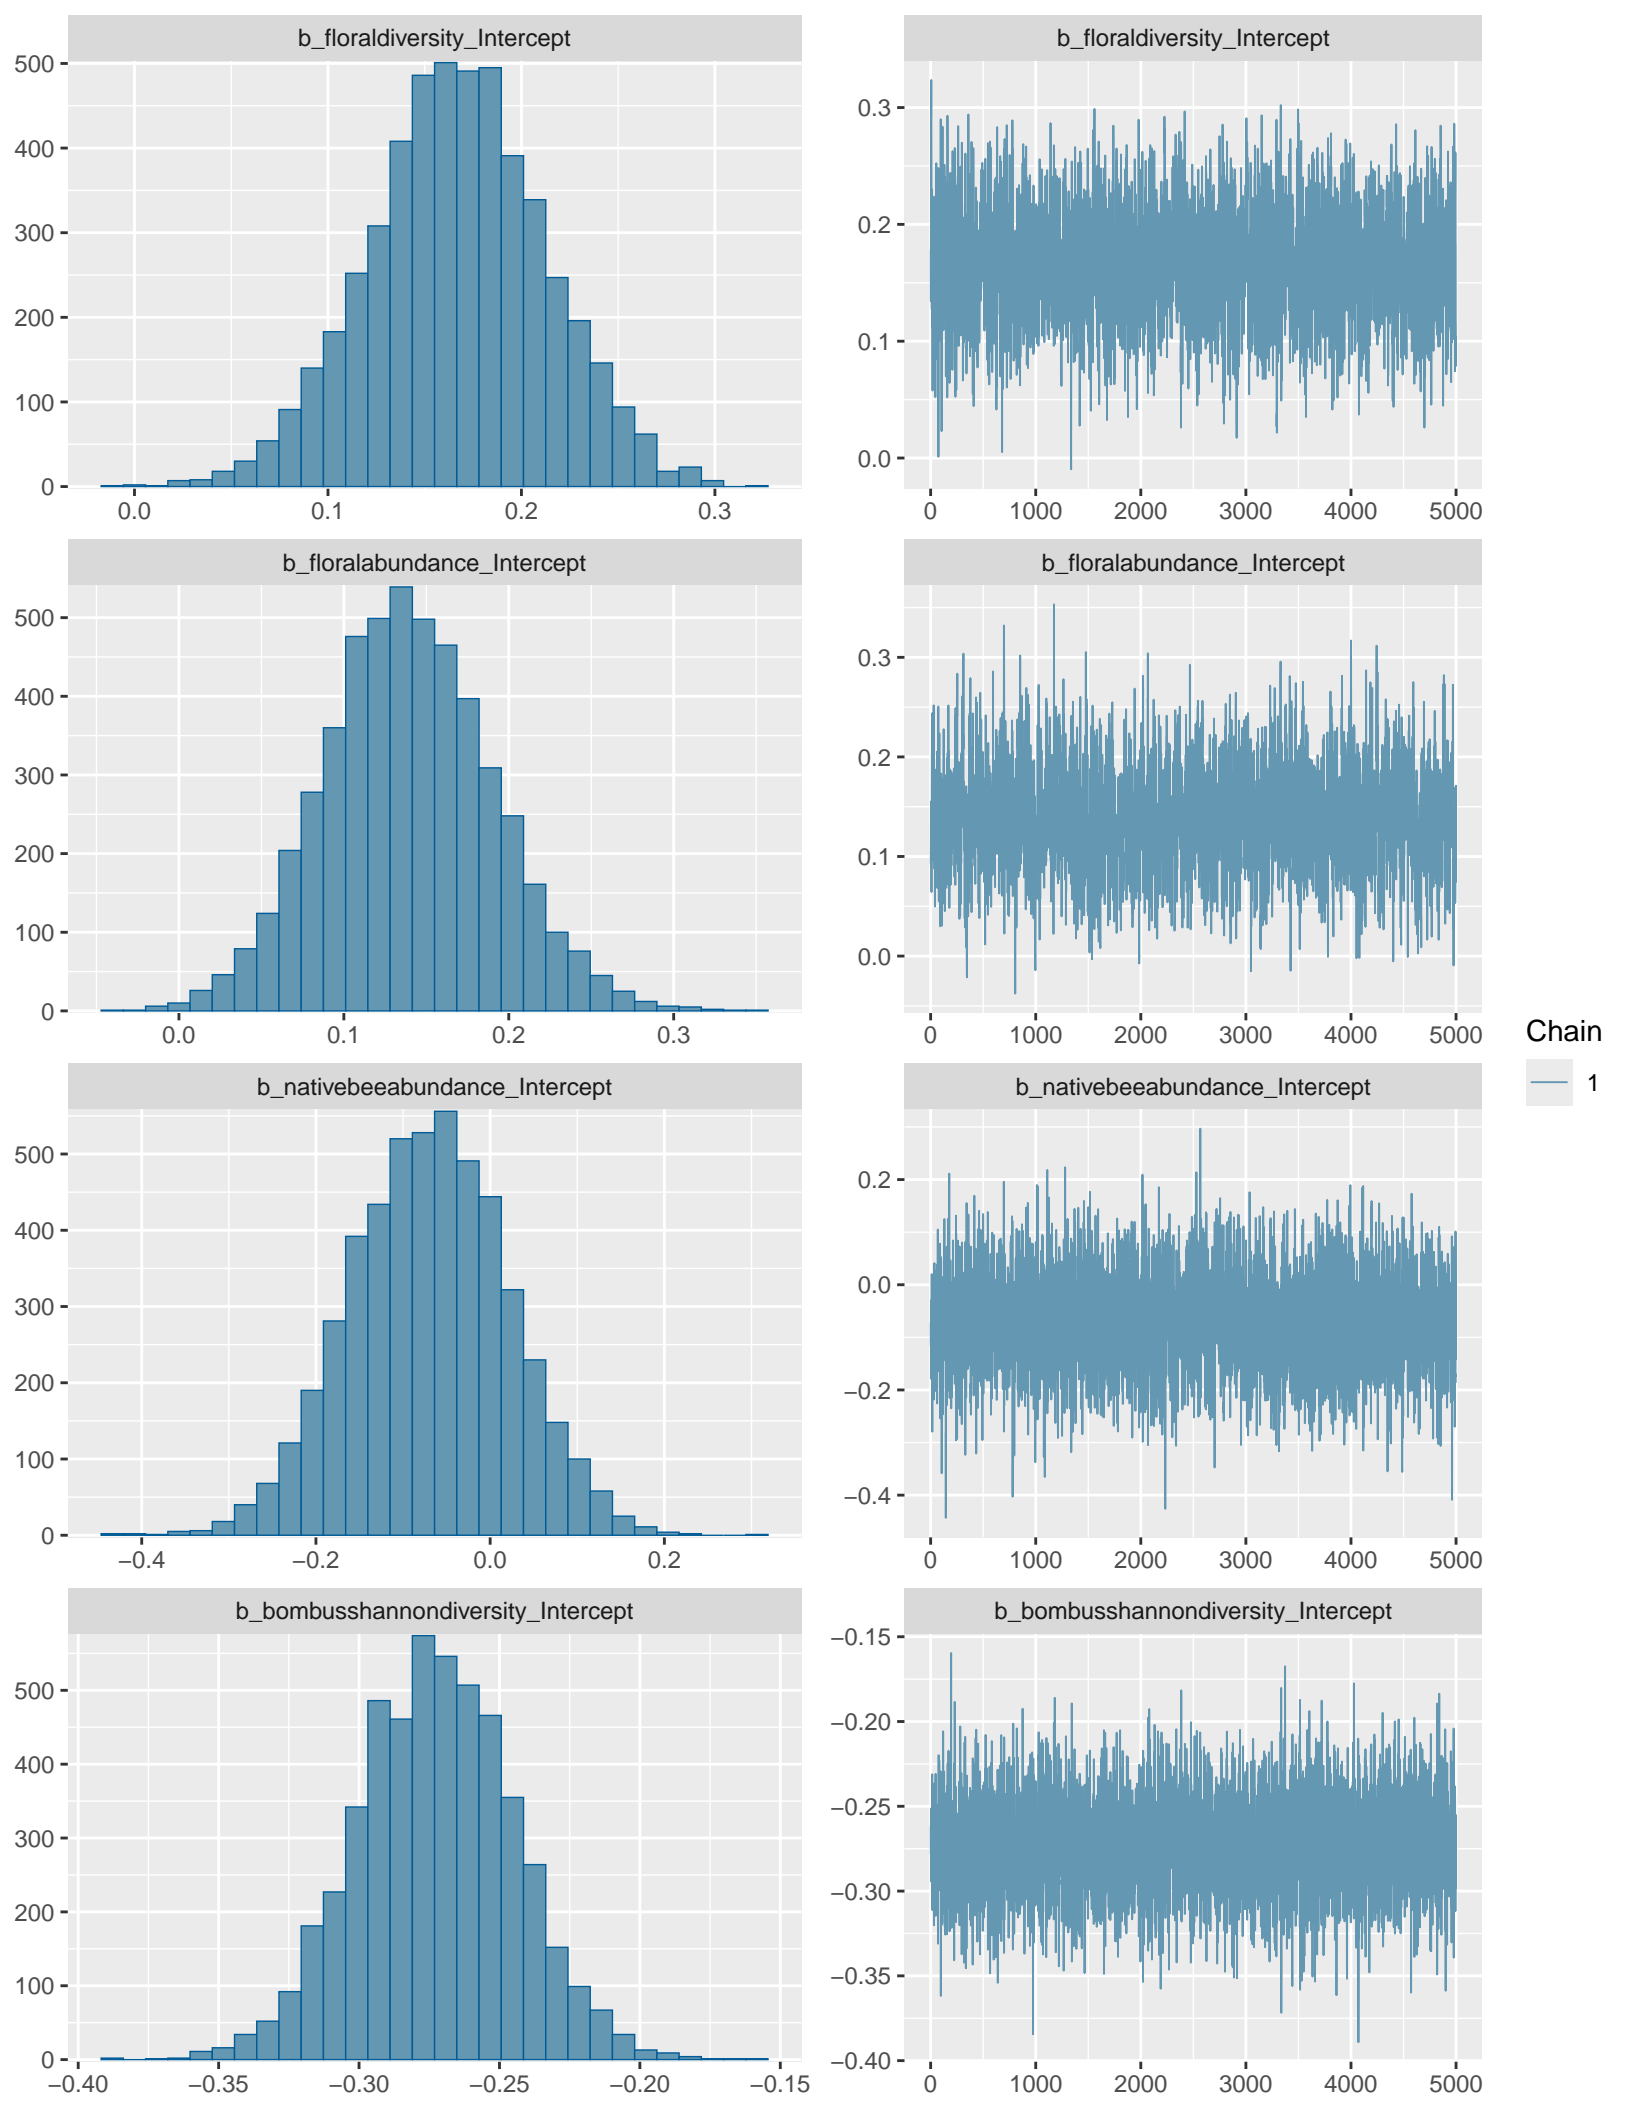 b_floraldiversity_Intercept
b_floraldiversity_Intercept
500
400
300
200
100
0
0.0 0.1 0.2 0.3
0.3
0.2
0.1
0.0
0 1000 2000 3000 4000 5000
b_floralabundance_Intercept
b_floralabundance_Intercept
500
400
300
200
100
0
0.0 0.1 0.2 0.3
0.3
0.2
0.1
0.0
0 1000 2000 3000 4000 5000
b_nativebeeabundance_Intercept
b_nativebeeabundance_Intercept
500
400
300
200
100
0
−0.4 −0.2 0.0 0.2
0.2
0.0
−0.2
−0.4
0 1000 2000 3000 4000 5000
b_bombusshannondiversity_Intercept
b_bombusshannondiversity_Intercept
500
400
300
200
100
0
−0.40 −0.35 −0.30 −0.25 −0.20 −0.15
−0.15
−0.20
−0.25
−0.30
−0.35
−0.40
0 1000 2000 3000 4000 5000
Chain
1